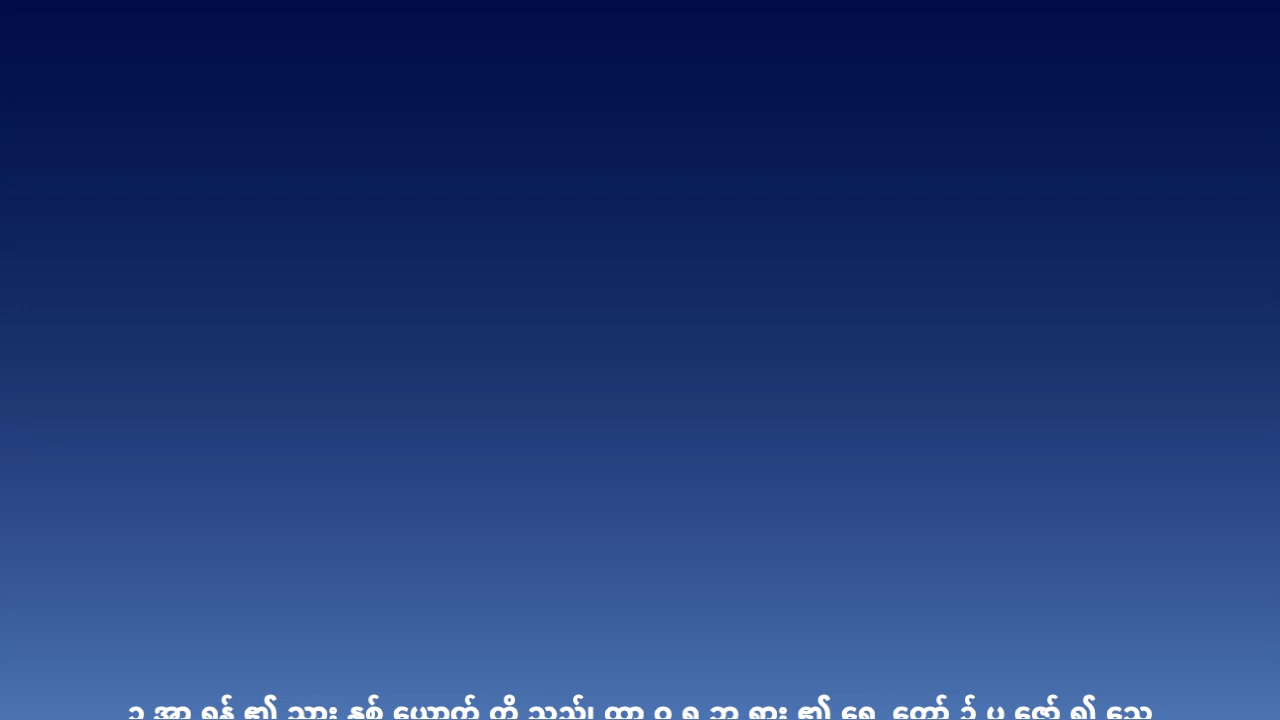 ၁ အာ ရုန် ၏ သား နှစ် ယောက် တို့ သည်၊ ထာ ဝ ရ ဘု ရား ၏ ရှေ့ တော် ၌ ပူ ဇော် ၍ သေ